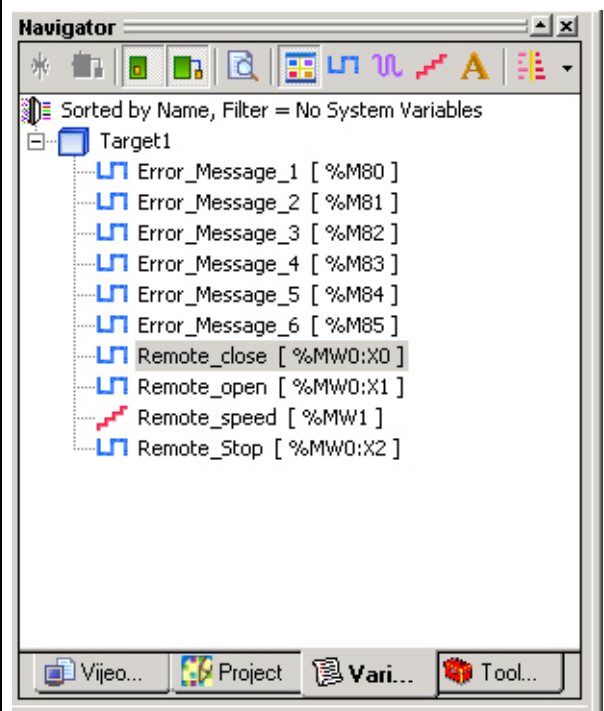 Navigator
A
Sorted by Name, Filter = No System Variables
Target1
Error_Message_1 [ %M80 ]
Error_Message_2 [ %M81 ]
Error_Message_3 [ %M82 ]
Error_Message_4 [ %M83 ]
Error_Message_5 [ %M84 ]
Error_Message_6 [ %M85 ]
Remote_close [ %MW0:X0 ]
Remote_open [ %MW0:X1 ]
Remote_speed [ %MW1 ]
Remote_Stop [ %MW0:X2 ]
Vijeo... Project Vari... Tool...